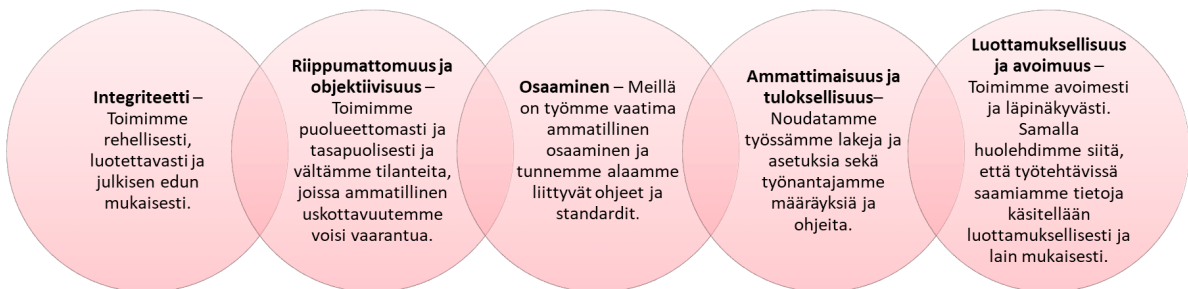 Integriteetti –
Toimimme
rehellisesti,
luotettavasti ja
julkisen edun
mukaisesti.
Riippumattomuus ja
objektiivisuus –
Toimimme
puolueettomasti ja
tasapuolisesti ja
vältämme tilanteita,
joissa ammatillinen
uskottavuutemme
voisi vaarantua.
Osaaminen – Meillä
on työmme vaatima
ammatillinen
osaaminen ja
tunnemme alaamme
liittyvät ohjeet ja
standardit.
Ammattimaisuus ja
tuloksellisuus–
Noudatamme
työssämme lakeja ja
asetuksia sekä
työnantajamme
määräyksiä ja
ohjeita.
Luottamuksellisuus
ja avoimuus –
Toimimme avoimesti
ja läpinäkyvästi.
Samalla
huolehdimme siitä,
että työtehtävissä
saamiamme tietoja
käsitellään
luottamuksellisesti ja
lain mukaisesti.